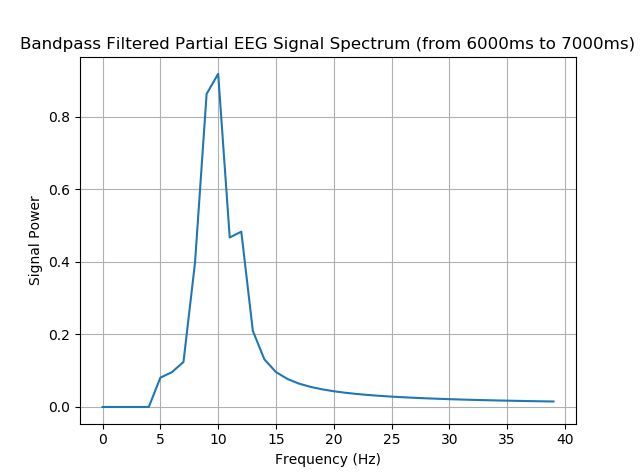 Bandpass Filtered Partial EEG Signal Spectrum (from 6000ms to 7000ms)
0.8
0.6
0.4
0.2
0.0
Signal Power
0 5 10 15 20 25 30 35 40
Frequency (Hz)